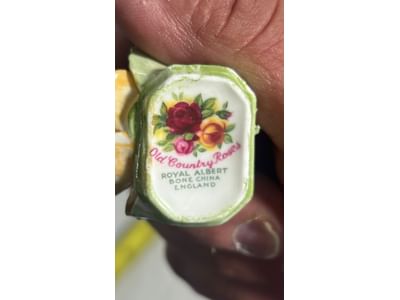 Old Country Roses
ROYAL ALBERT
BONE CHINA
ENGLAND